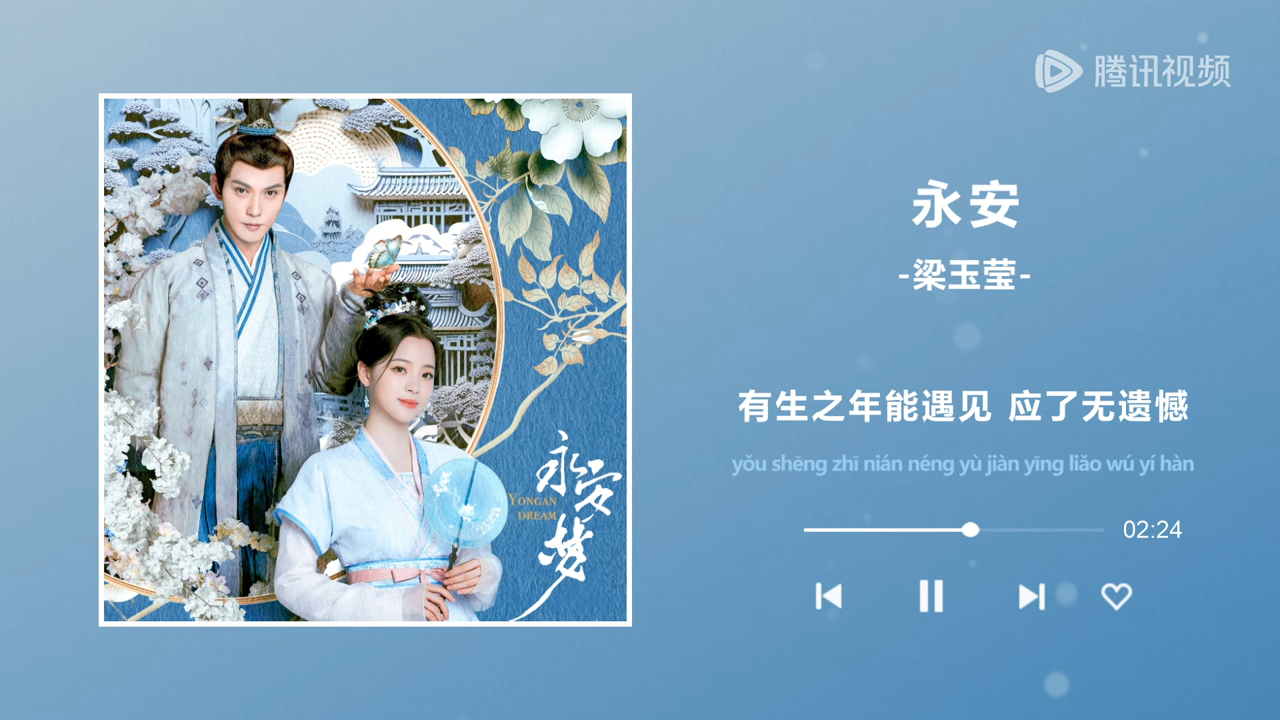 腾讯视频
永安
-梁玉莹-
有生之年能遇见 应了无遗憾
yǒu shēng zhī nián néng yù jiàn yīng liǎo wú yí hàn
02:24
永安梦
YONGAN
DREAM